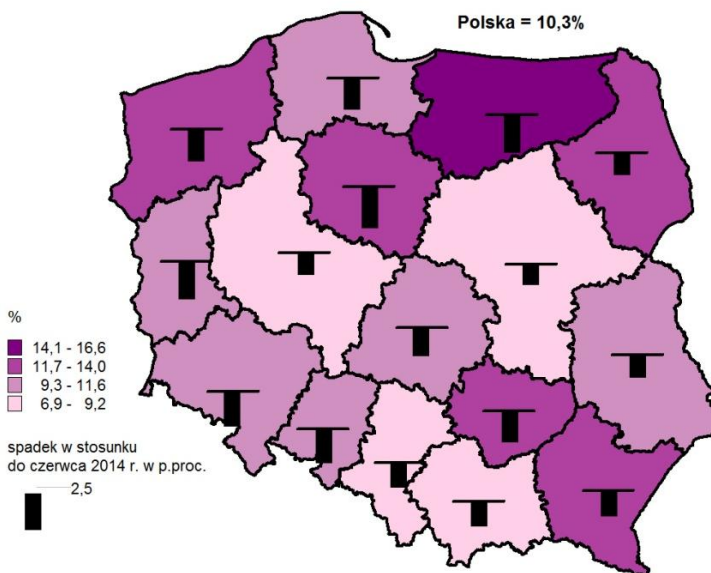 Polska = 10,3%
%
14,1 - 16,6
11,7 - 14,0
9,3 - 11,6
6,9 - 9,2
spadek w stosunku
do czerwca 2014 r. w p.proc.
2,5